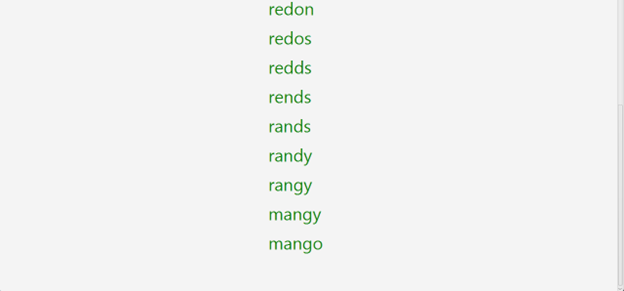 redon
redos
redds
rends
rands
randy
rangy
mangy
mango